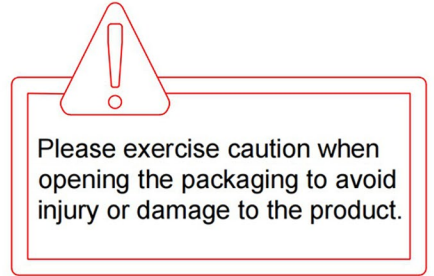 Please exercise caution when
opening the packaging to avoid
injury or damage to the product.